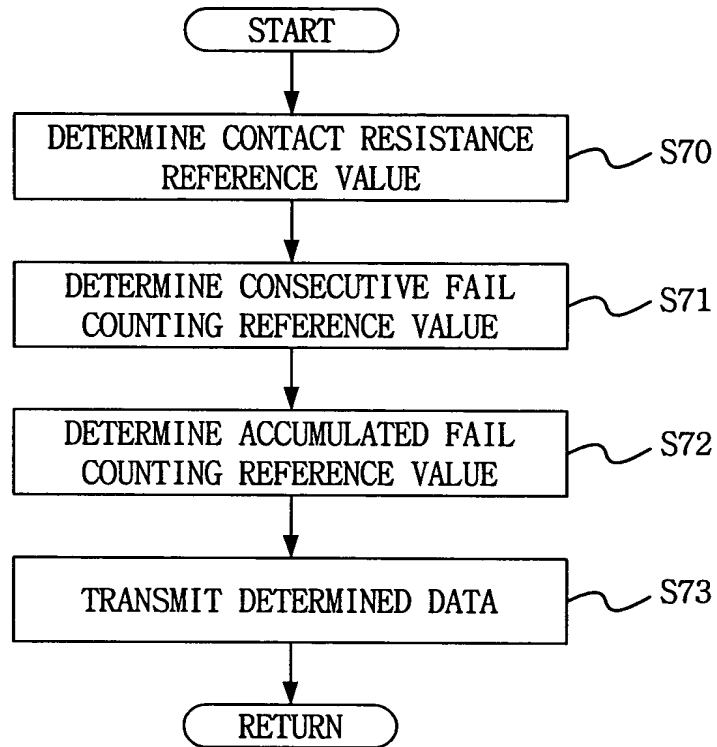 START
DETERMINE CONTACT RESISTANCE
REFERENCE VALUE
S70
DETERMINE CONSECUTIVE FAIL
COUNTING REFERENCE VALUE
S71
DETERMINE ACCUMULATED FAIL
COUNTING REFERENCE VALUE
S72
TRANSMIT DETERMINED DATA
S73
RETURN